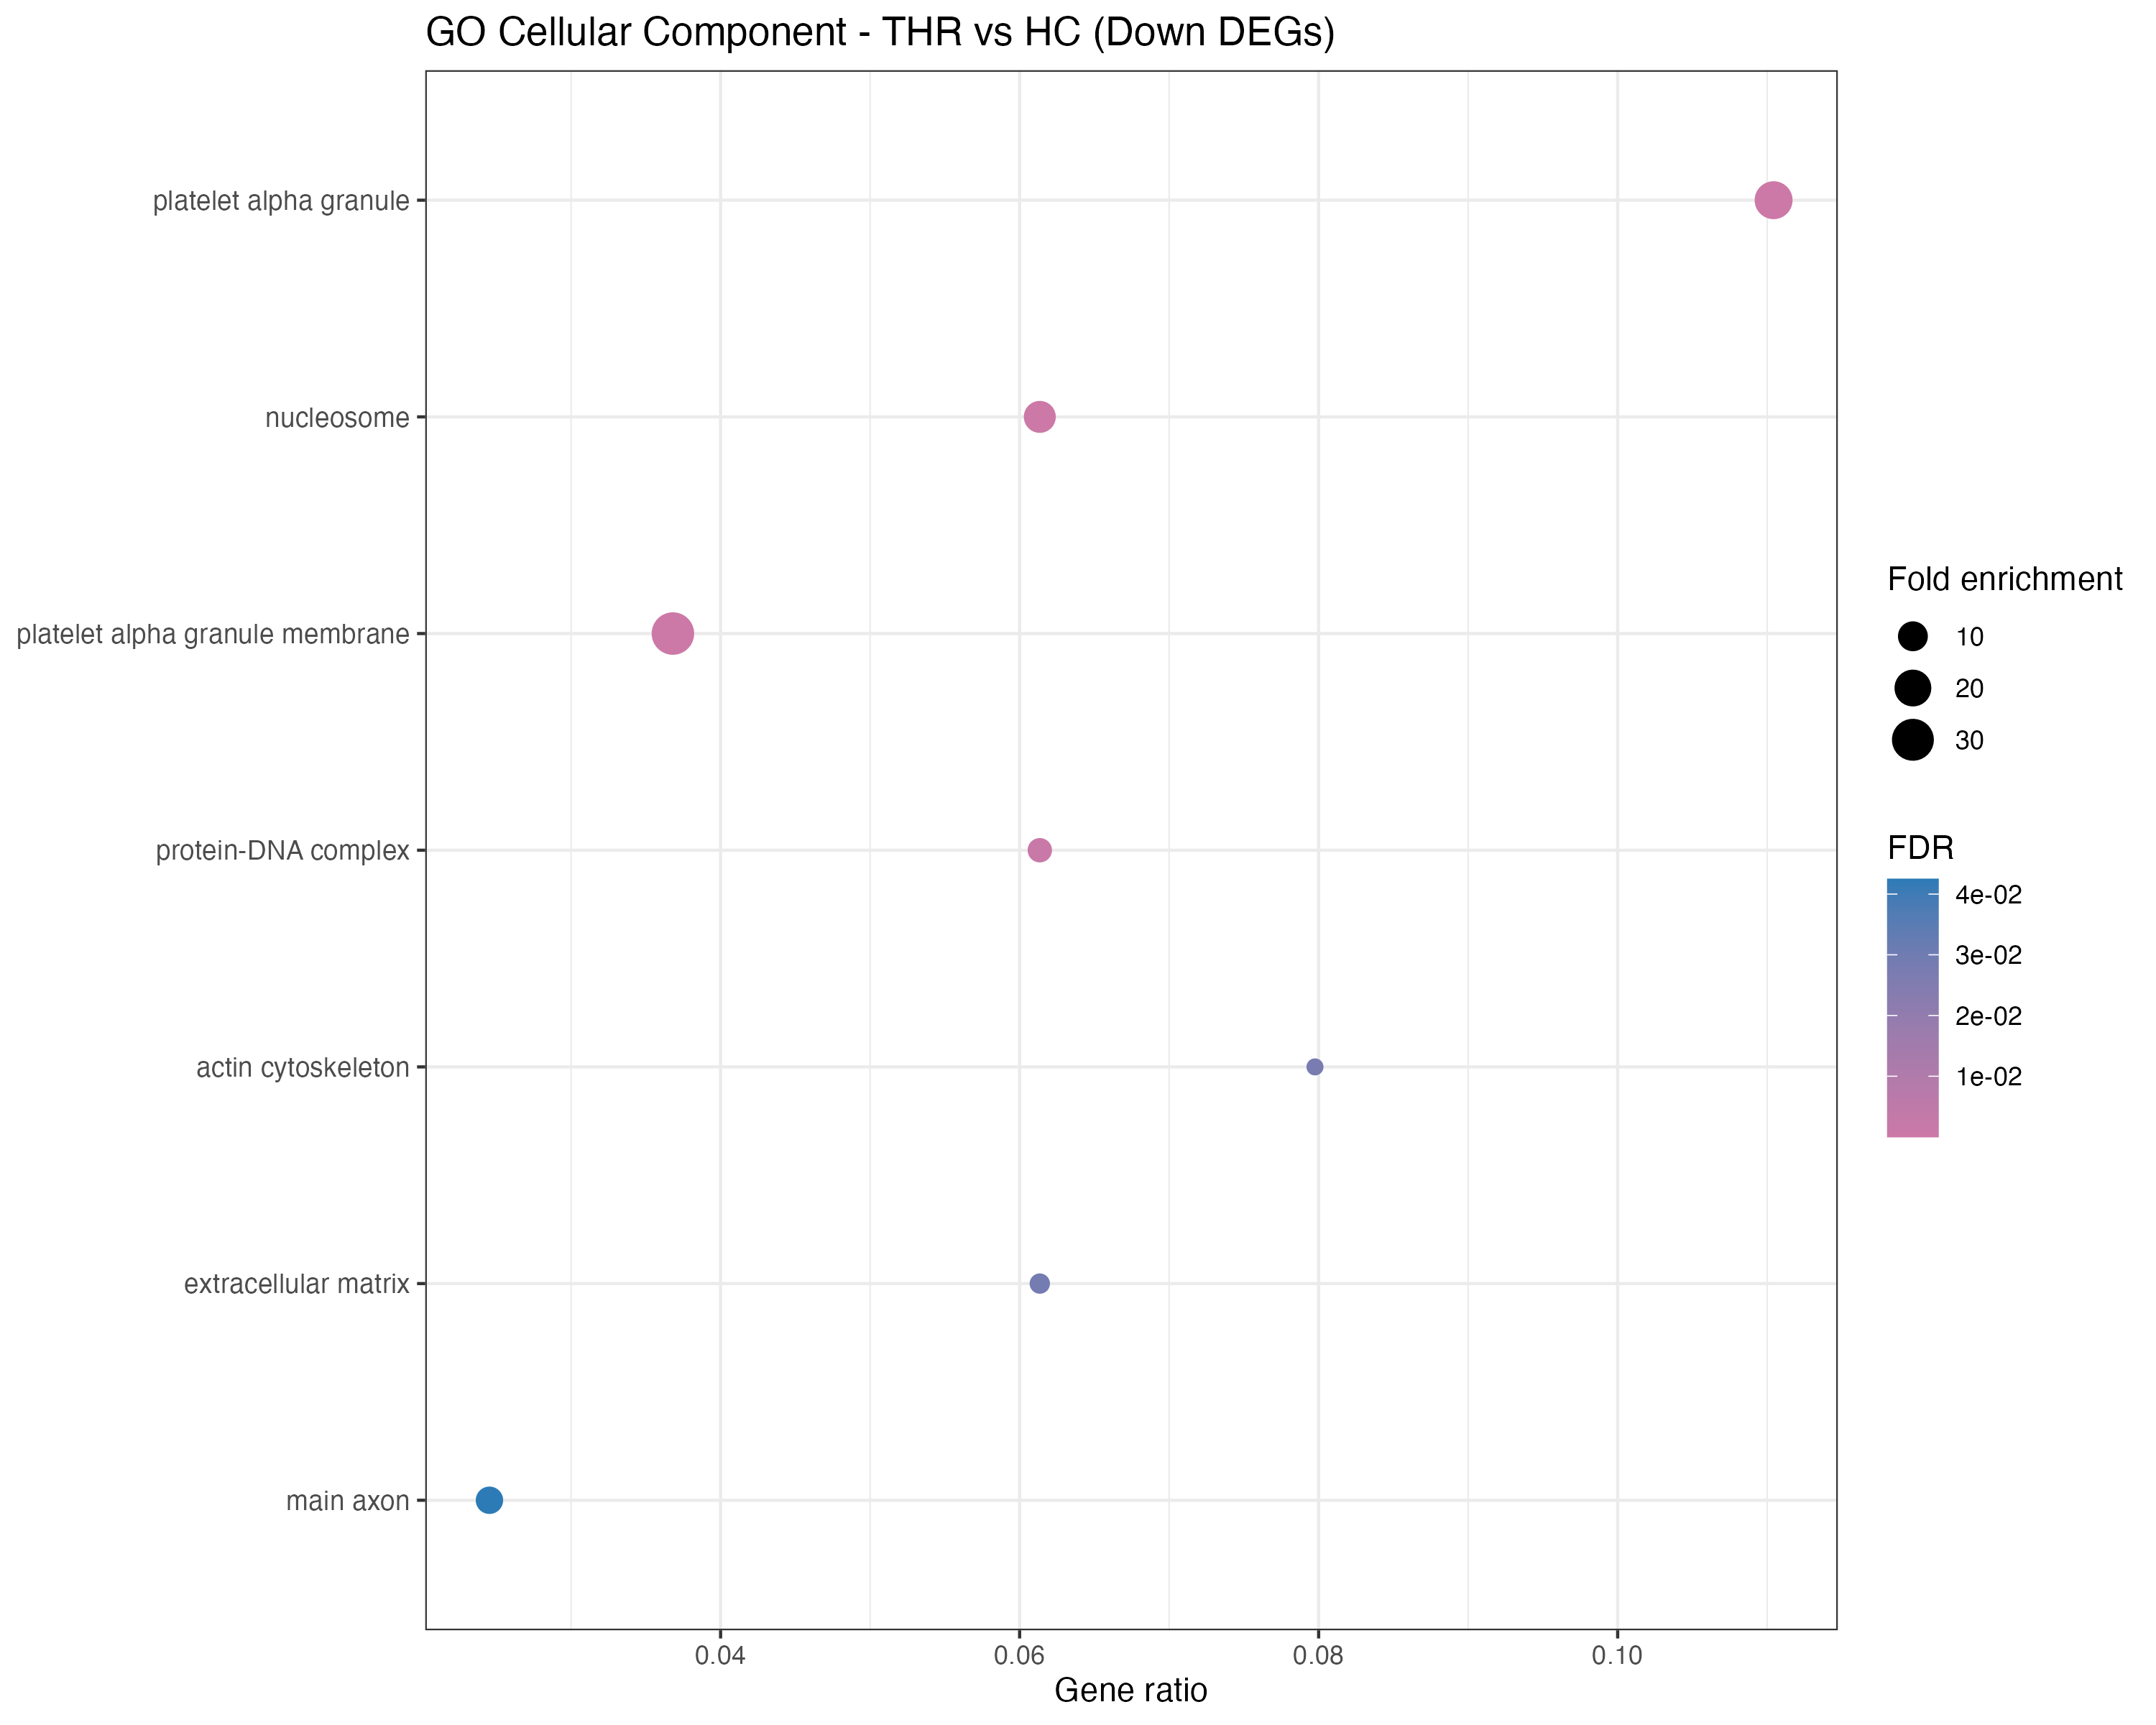 GO Cellular Component - THR vs HC (Down DEGs)
platelet alpha granule
nucleosome
platelet alpha granule membrane
protein-DNA complex
actin cytoskeleton
extracellular matrix
main axon
0.04
0.06
0.08
0.10
Gene ratio
Fold enrichment
10
20
30
FDR
4e-02
3e-02
2e-02
1e-02